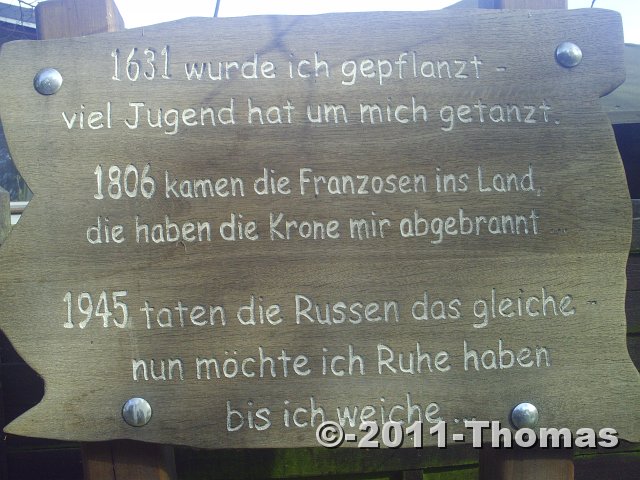 1631 wurde ich gepflanzt -
viel Jugend hat um mich getanzt.
1806 kamen die Franzosen ins Land,
die haben die Krone mir abgebrannt ...
1945 taten die Russen das gleiche -
nun möchte ich Ruhe haben
bis ich weiche ...
©-2011-Thomas